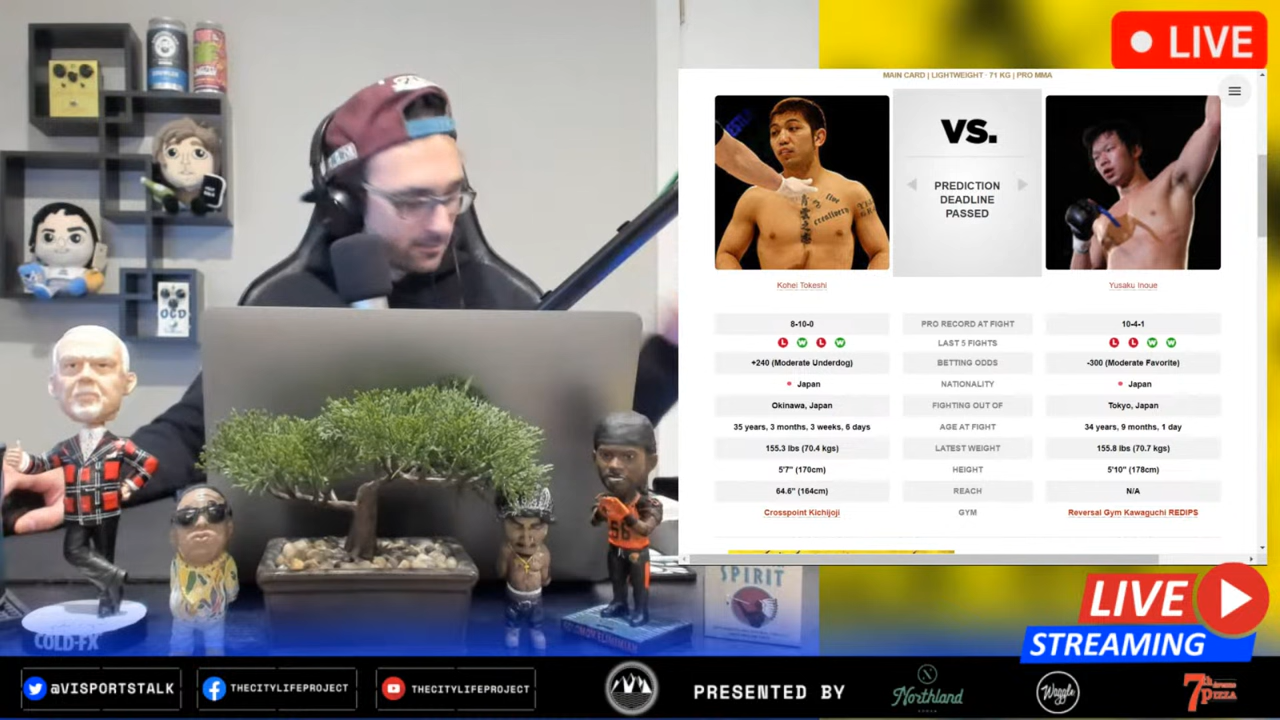 LIVE
MAIN CARD | LIGHTWEIGHT · 71 KG | PRO MMA
VS.
PREDICTION
DEADLINE
PASSED
Kohei Tokeshi
Yusaku Inoue
8-10-0 PRO RECORD AT FIGHT 10-4-1
L W L W LAST 5 FIGHTS L L W W
+240 (Moderate Underdog) BETTING ODDS -300 (Moderate Favorite)
Japan NATIONALITY Japan
Okinawa, Japan FIGHTING OUT OF Tokyo, Japan
35 years, 3 months, 3 weeks, 6 days AGE AT FIGHT 34 years, 9 months, 1 day
155.3 lbs (70.4 kgs) LATEST WEIGHT 155.8 lbs (70.7 kgs)
5'7" (170cm) HEIGHT 5'10" (178cm)
64.6" (164cm) REACH N/A
Crosspoint Kichijoji GYM Reversal Gym Kawaguchi REDIPS
OCD
COLD-FX
56
SPIRIT
LIVE
STREAMING
@VISPORTSTALK
THECITYLIFEPROJECT
THECITYLIFEPROJECT
PRESENTED BY
Northland
Waggle
7th
PIZZA